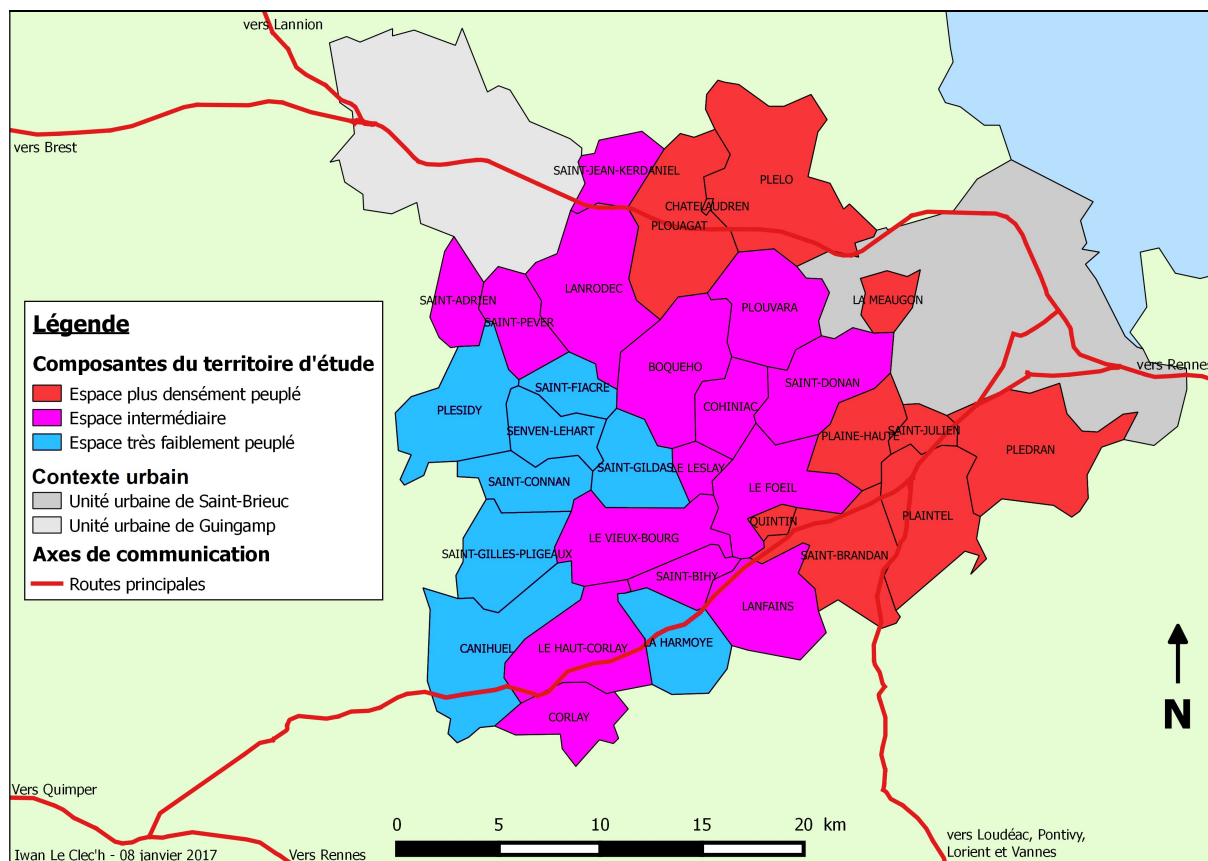 vers Lannion
vers Brest
SAINT-JEAN-KERDANIEL
PLELO
CHATELAUDREN
PLOUAGAT
LANRODEC
SAINT-ADRIEN
SAINT-PEVER
PLOUVARA
LA MEAUGON
vers Rennes
BOQUEHO
SAINT-DONAN
SAINT-FIACRE
PLESIDY
COHINIAC
SENVEN-LEHART
PLAINE-HAUTE
SAINT-JULIEN
PLEDRAN
SAINT-GILDAS
LE LESLAY
SAINT-CONNAN
LE FOEIL
PLAINTEL
QUINTIN
LE VIEUX-BOURG
SAINT-GILLES-PLIGEAUX
SAINT-BRANDAN
SAINT-BIHY
LANFAINS
CANIHUEL
LE HAUT-CORLAY
LA HARMOYE
CORLAY
Légende
Composantes du territoire d'étude
Espace plus densément peuplé
Espace intermédiaire
Espace très faiblement peuplé
Contexte urbain
Unité urbaine de Saint-Brieuc
Unité urbaine de Guingamp
Axes de communication
Routes principales
N
Vers Quimper
Vers Rennes
0 5 10 15 20 km
vers Loudéac, Pontivy,
Lorient et Vannes
Iwan Le Clec'h - 08 janvier 2017